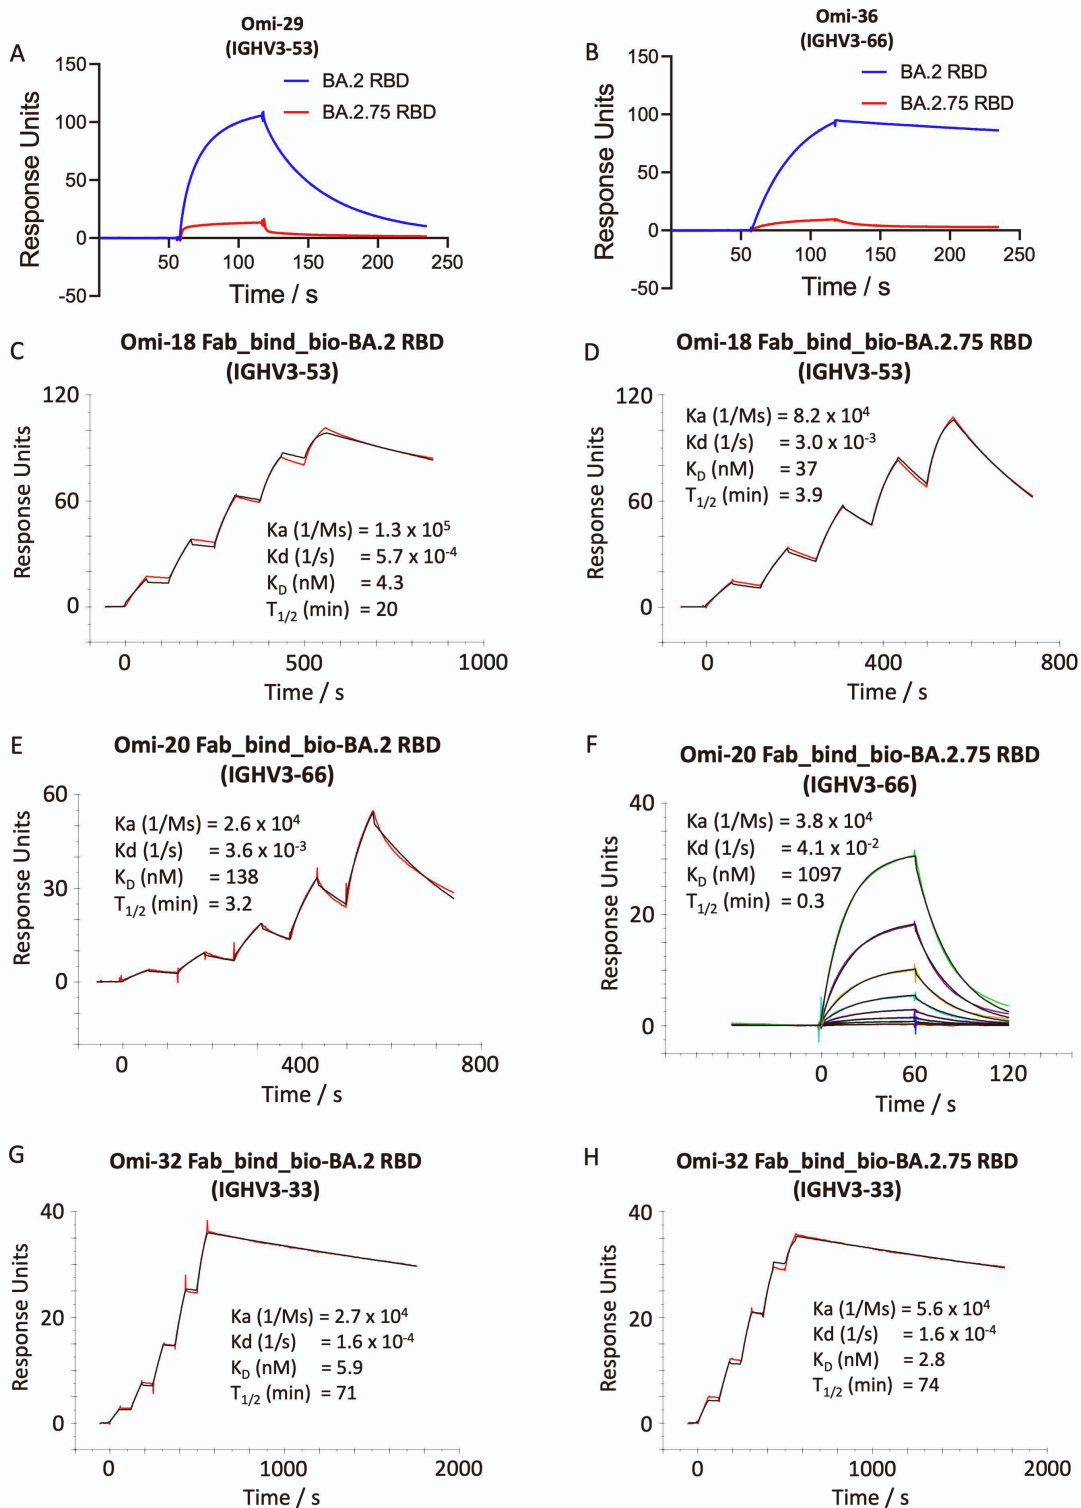 A
Omi-29
(IGHV3-53)
BA.2 RBD
BA.2.75 RBD
Response Units
150
100
50
0
-50
50
100
150
200
250
Time / s
B
Omi-36
(IGHV3-66)
BA.2 RBD
BA.2.75 RBD
Response Units
150
100
50
0
-50
50
100
150
200
250
Time / s
C
Omi-18 Fab_bind_bio-BA.2 RBD
(IGHV3-53)
Response Units
120
60
0
Ka (1/Ms) = 1.3 x 10⁵
Kd (1/s) = 5.7 x 10⁻⁴
K_D (nM) = 4.3
T₁/₂ (min) = 20
0
500
1000
Time / s
D
Omi-18 Fab_bind_bio-BA.2.75 RBD
(IGHV3-53)
Response Units
120
60
0
Ka (1/Ms) = 8.2 x 10⁴
Kd (1/s) = 3.0 x 10⁻³
K_D (nM) = 37
T₁/₂ (min) = 3.9
0
400
800
Time / s
E
Omi-20 Fab_bind_bio-BA.2 RBD
(IGHV3-66)
Response Units
60
30
0
Ka (1/Ms) = 2.6 x 10⁴
Kd (1/s) = 3.6 x 10⁻³
K_D (nM) = 138
T₁/₂ (min) = 3.2
0
400
800
Time / s
F
Omi-20 Fab_bind_bio-BA.2.75 RBD
(IGHV3-66)
Response Units
40
20
0
Ka (1/Ms) = 3.8 x 10⁴
Kd (1/s) = 4.1 x 10⁻²
K_D (nM) = 1097
T₁/₂ (min) = 0.3
0
60
120
Time / s
G
Omi-32 Fab_bind_bio-BA.2 RBD
(IGHV3-33)
Response Units
40
20
0
Ka (1/Ms) = 2.7 x 10⁴
Kd (1/s) = 1.6 x 10⁻⁴
K_D (nM) = 5.9
T₁/₂ (min) = 71
0
1000
2000
Time / s
H
Omi-32 Fab_bind_bio-BA.2.75 RBD
(IGHV3-33)
Response Units
40
20
0
Ka (1/Ms) = 5.6 x 10⁴
Kd (1/s) = 1.6 x 10⁻⁴
K_D (nM) = 2.8
T₁/₂ (min) = 74
0
1000
2000
Time / s